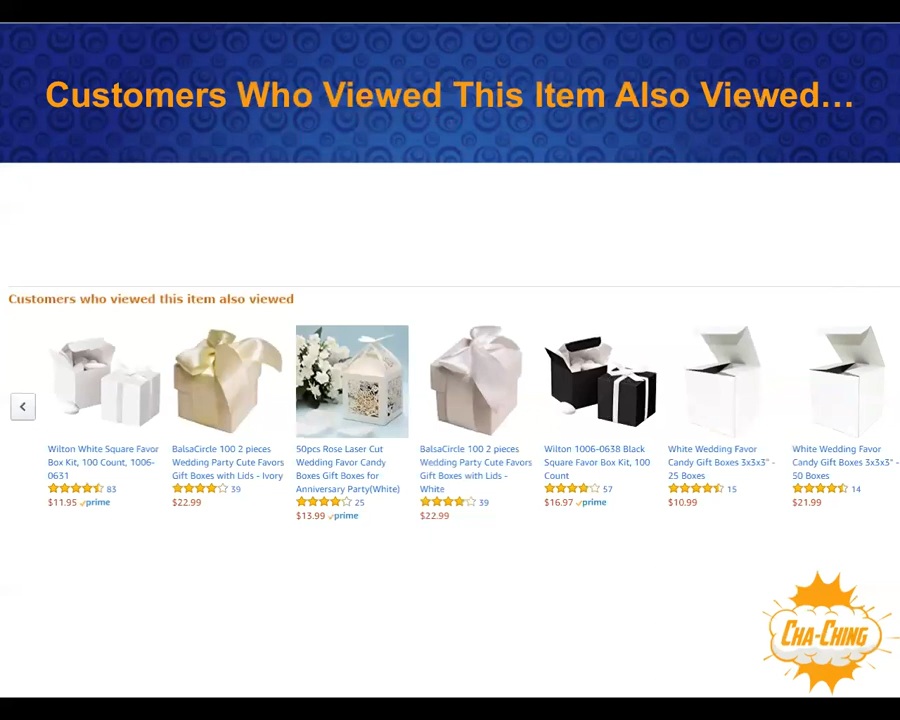 Customers Who Viewed This Item Also Viewed…
Customers who viewed this item also viewed
Wilton White Square Favor
Box Kit, 100 Count, 1006-
0631
83
$11.95 prime
BalsaCircle 100 2 pieces
Wedding Party Cute Favors
Gift Boxes with Lids - Ivory
39
$22.99
50pcs Rose Laser Cut
Wedding Favor Candy
Boxes Gift Boxes for
Anniversary Party(White)
25
$13.99 prime
BalsaCircle 100 2 pieces
Wedding Party Cute Favors
Gift Boxes with Lids -
White
39
$22.99
Wilton 1006-0638 Black
Square Favor Box Kit, 100
Count
57
$16.97 prime
White Wedding Favor
Candy Gift Boxes 3x3x3" -
25 Boxes
15
$10.99
White Wedding Favor
Candy Gift Boxes 3x3x3" -
50 Boxes
14
$21.99
CHA-CHING